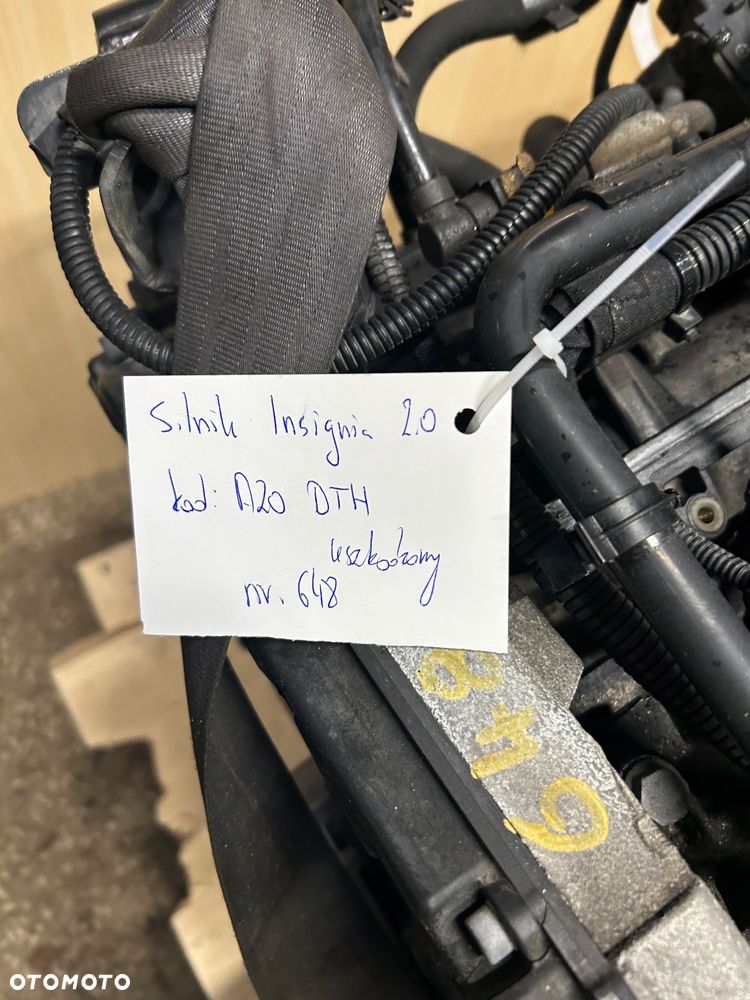 Silnik Insignia 2.0
kod: A20 DTH
uszkodzony
nr. 648
648
OTOMOTO